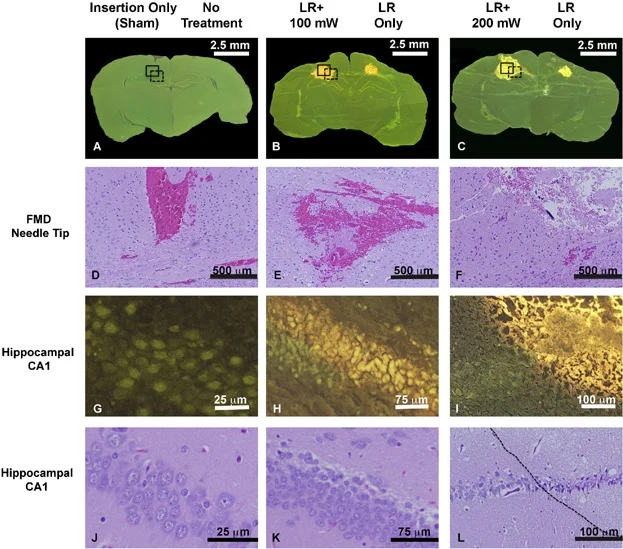 Insertion Only
(Sham)
No
Treatment
LR+
100 mW
LR
Only
LR+
200 mW
LR
Only
2.5 mm
2.5 mm
2.5 mm
A
B
C
FMD
Needle Tip
500 µm
500 µm
500 µm
D
E
F
Hippocampal
CA1
25 µm
75 µm
100 µm
G
H
I
Hippocampal
CA1
25 µm
75 µm
100 µm
J
K
L